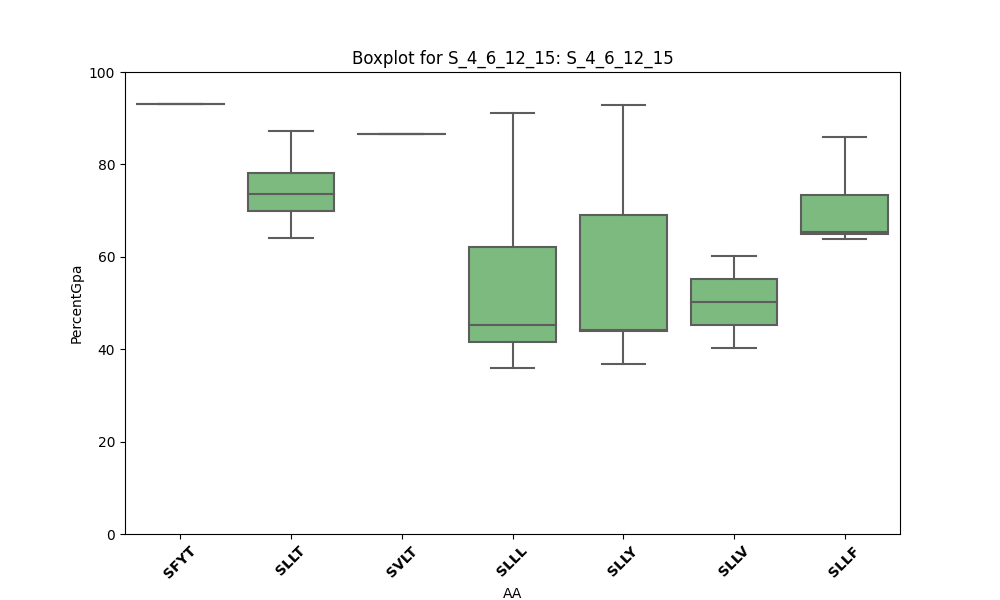 Boxplot for S_4_6_12_15: S_4_6_12_15
100
80
60
40
20
0
PercentGpa
SFYT SLLT SVLT SLLL SLLY SLLV SLLF
AA